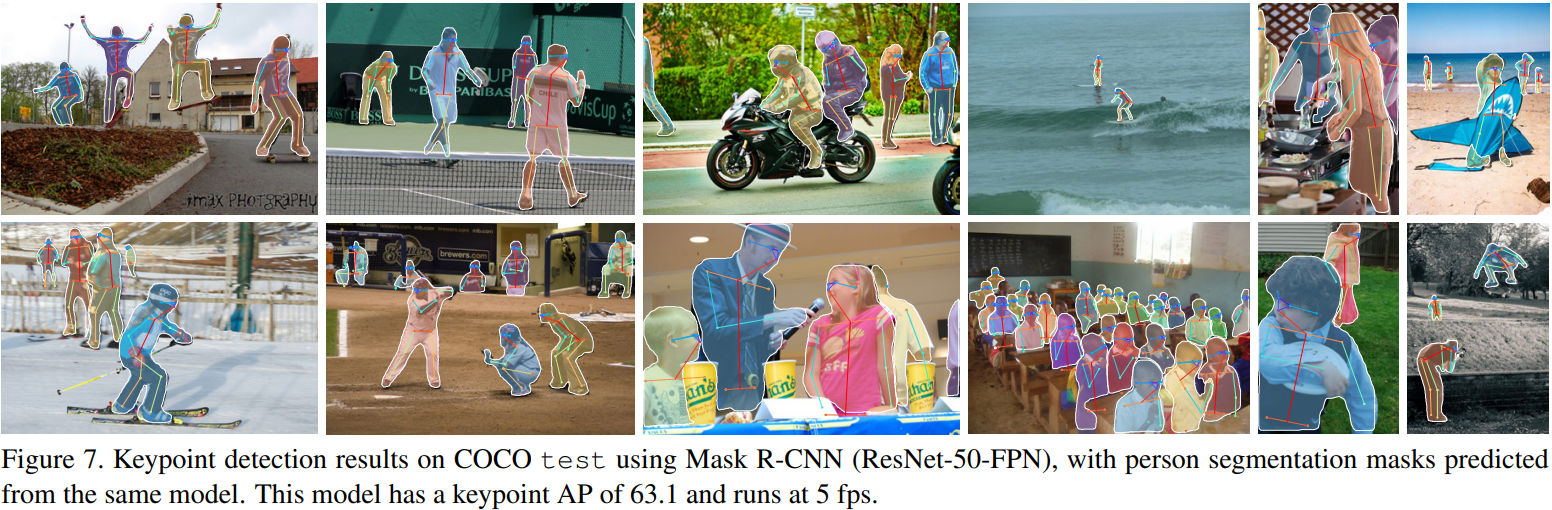 imax PHOTOGRAPHY
DAVIS CUP
by BNP PARIBAS
CHILE
DavisCup
BOSS
brewers.com
Figure 7. Keypoint detection results on COCO test using Mask R-CNN (ResNet-50-FPN), with person segmentation masks predicted
from the same model. This model has a keypoint AP of 63.1 and runs at 5 fps.